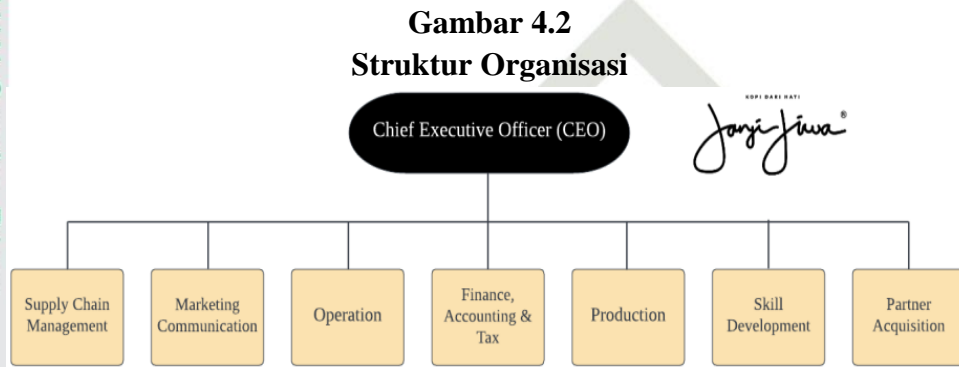 Gambar 4.2
Struktur Organisasi
Chief Executive Officer (CEO)
KOPI DARI HATI
Janji Jiwa®
Supply Chain
Management
Marketing
Communication
Operation
Finance,
Accounting &
Tax
Production
Skill
Development
Partner
Acquisition